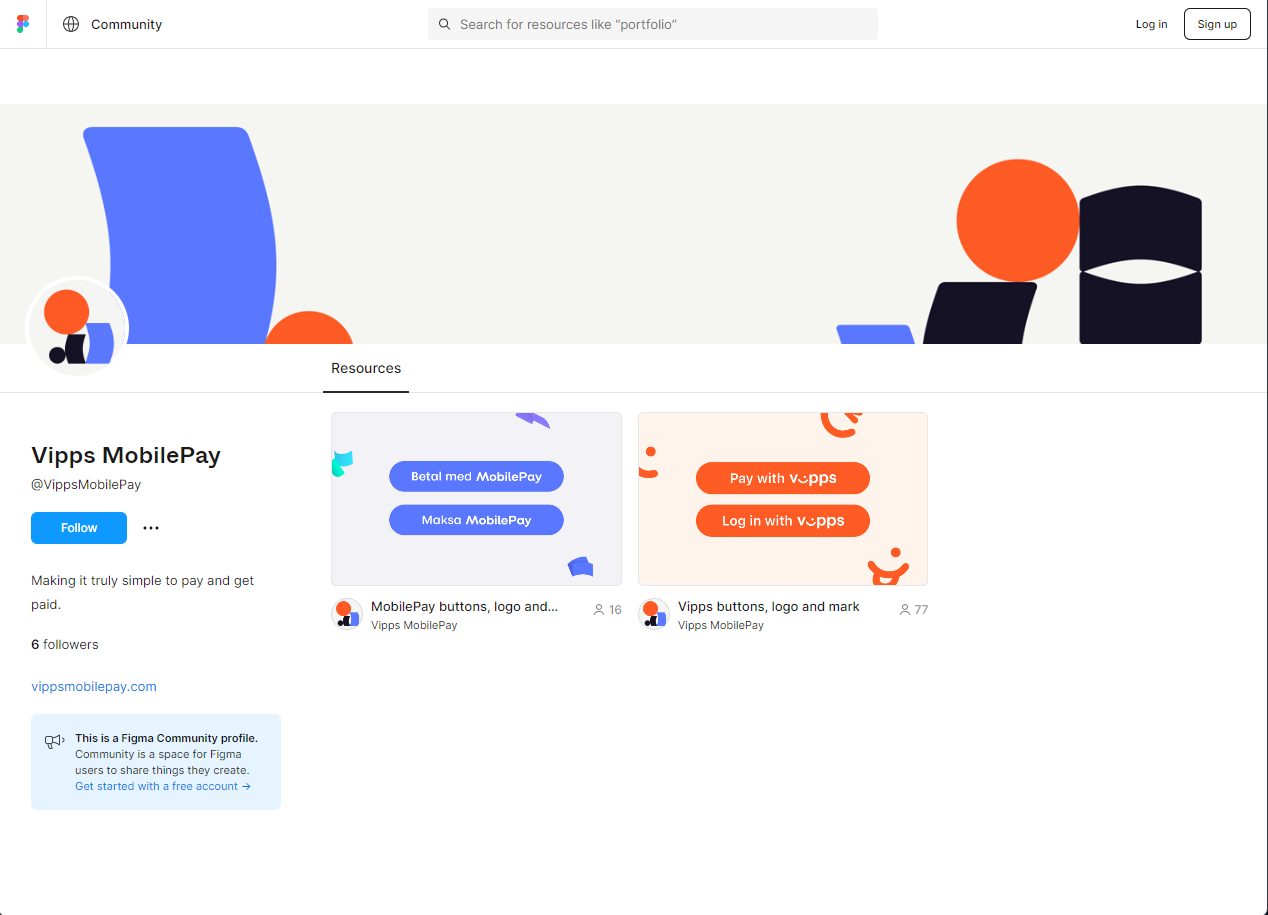 Community
Search for resources like “portfolio”
Log in
Sign up
Resources
Vipps MobilePay
@VippsMobilePay
Follow
Making it truly simple to pay and get
paid.
6 followers
vippsmobilepay.com
This is a Figma Community profile.
Community is a space for Figma
users to share things they create.
Get started with a free account →
Betal med MobilePay
Maksa MobilePay
MobilePay buttons, logo and...
16
Vipps MobilePay
Pay with vipps
Log in with vipps
Vipps buttons, logo and mark
77
Vipps MobilePay